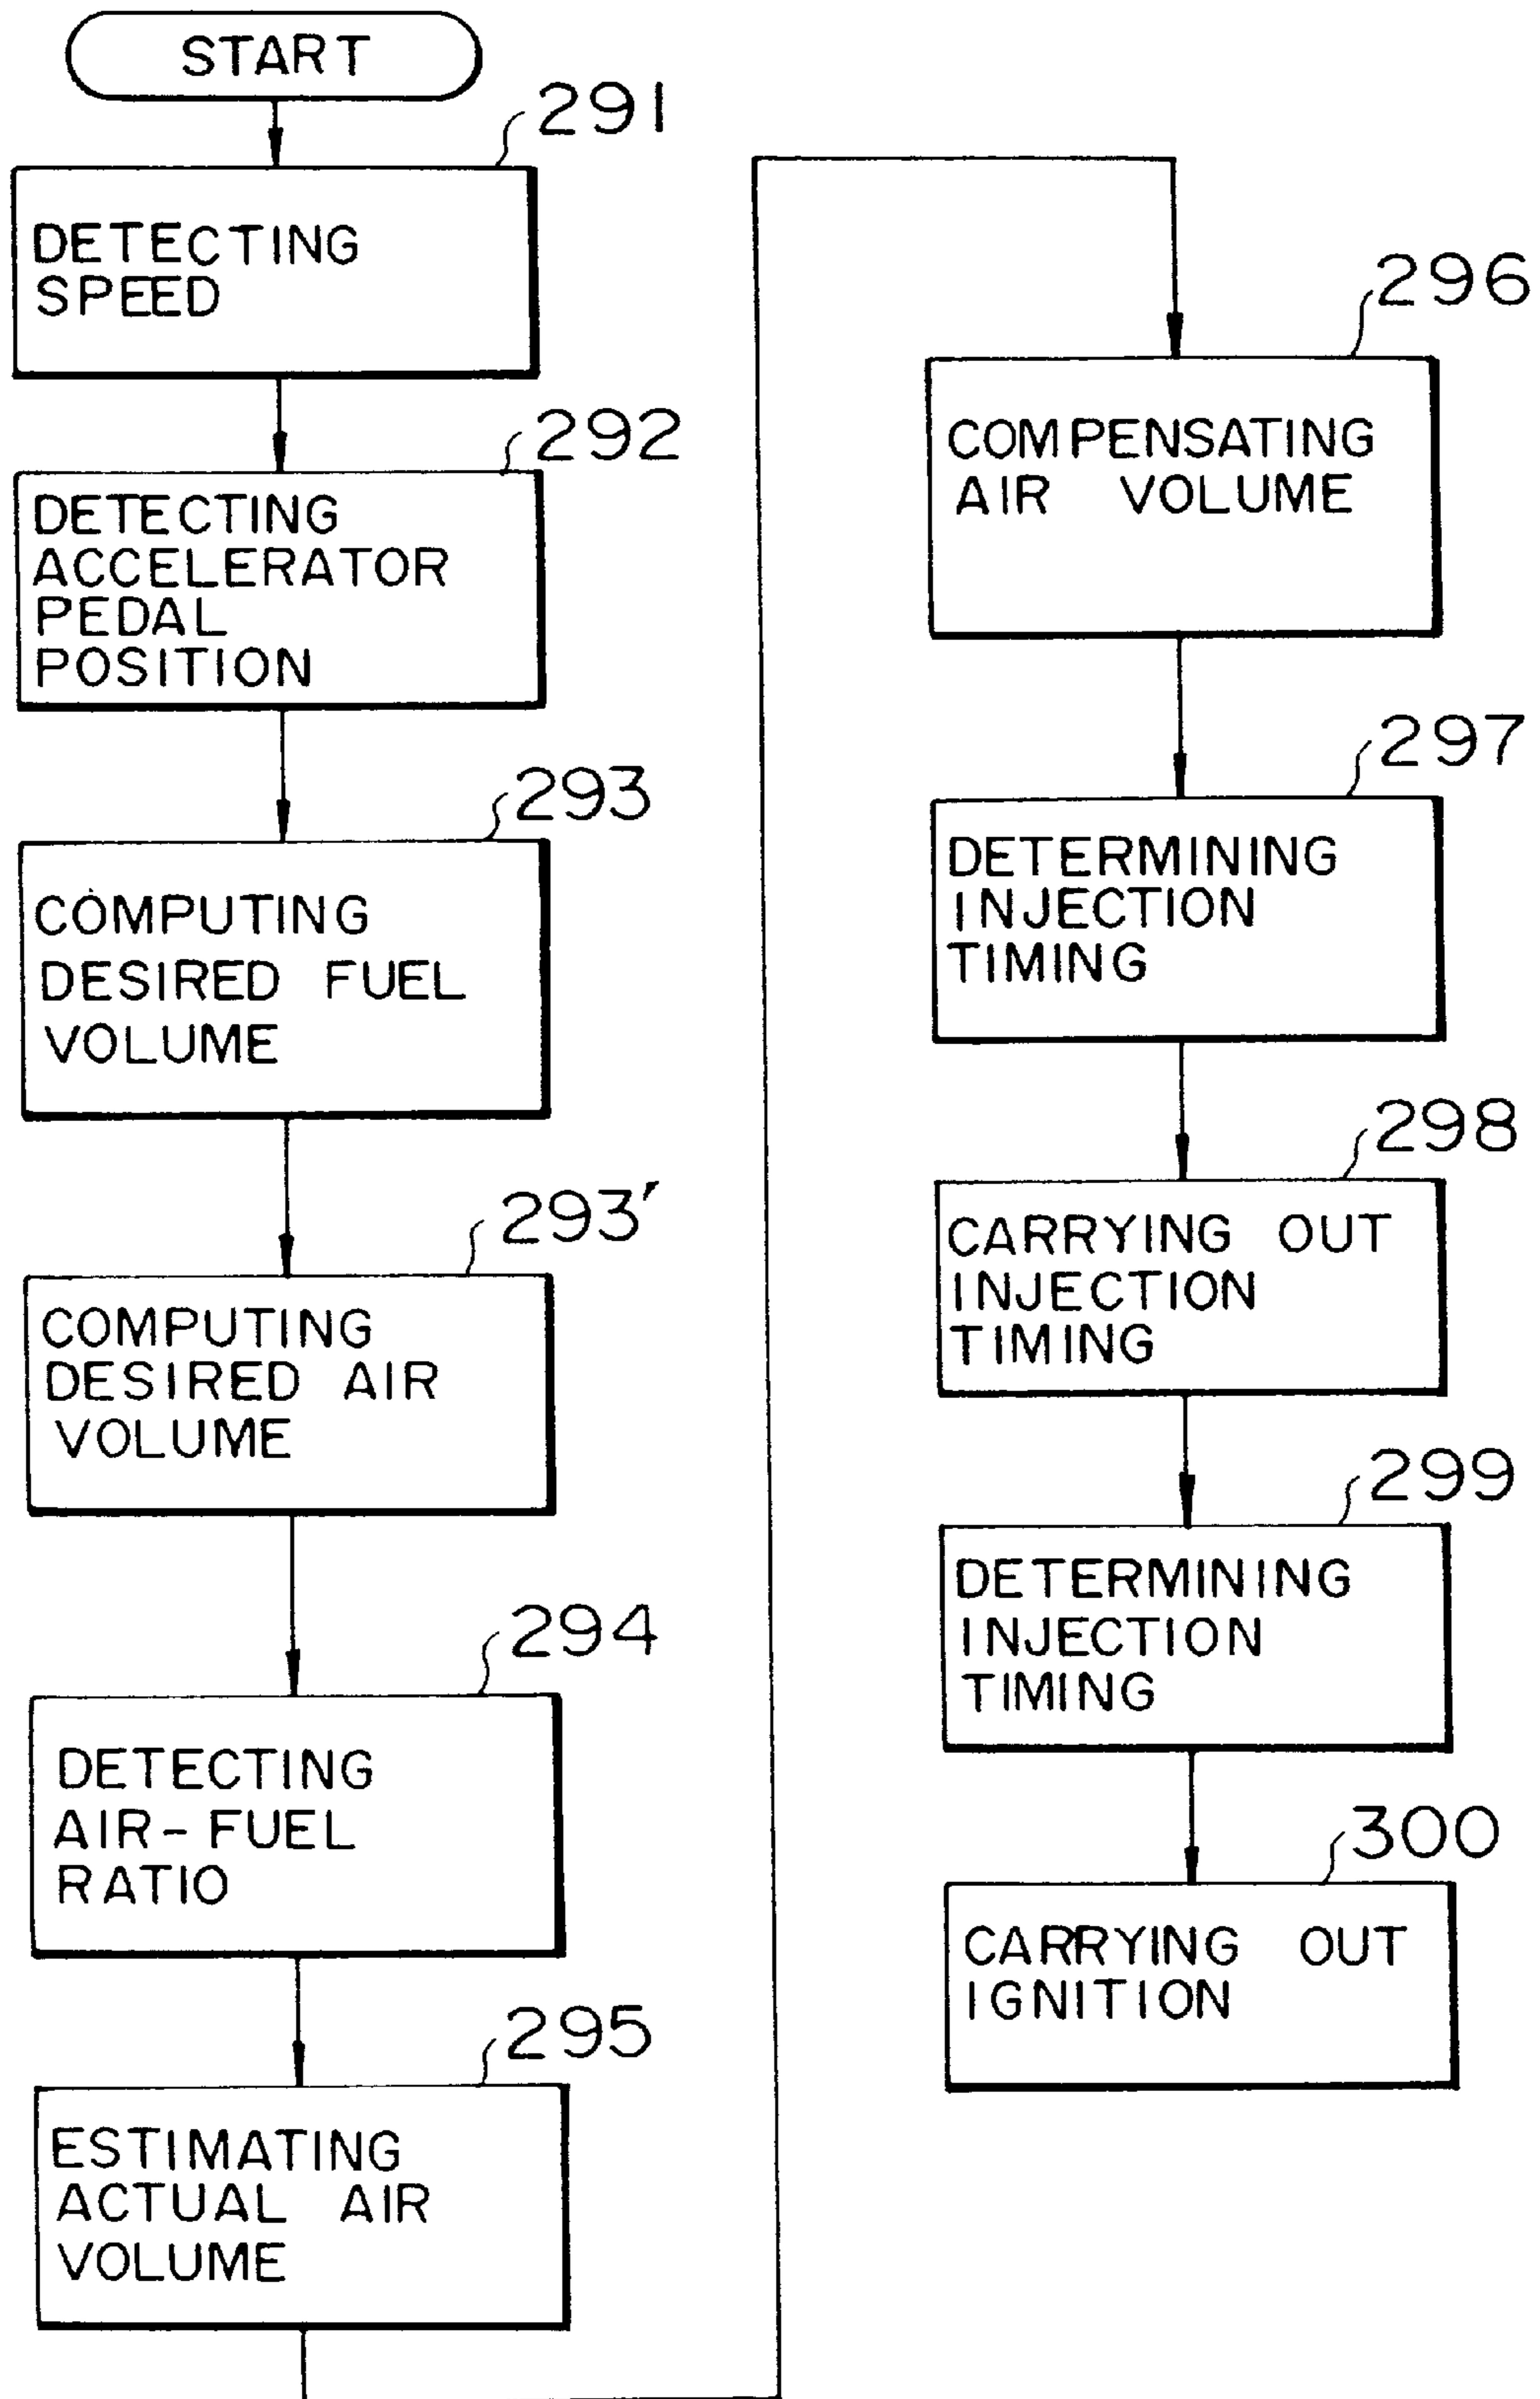 START
291
DETECTING
SPEED
292
DETECTING
ACCELERATOR
PEDAL
POSITION
293
COMPUTING
DESIRED FUEL
VOLUME
293'
COMPUTING
DESIRED AIR
VOLUME
294
DETECTING
AIR-FUEL
RATIO
295
ESTIMATING
ACTUAL AIR
VOLUME
296
COMPENSATING
AIR VOLUME
297
DETERMINING
INJECTION
TIMING
298
CARRYING OUT
INJECTION
TIMING
299
DETERMINING
INJECTION
TIMING
300
CARRYING OUT
IGNITION